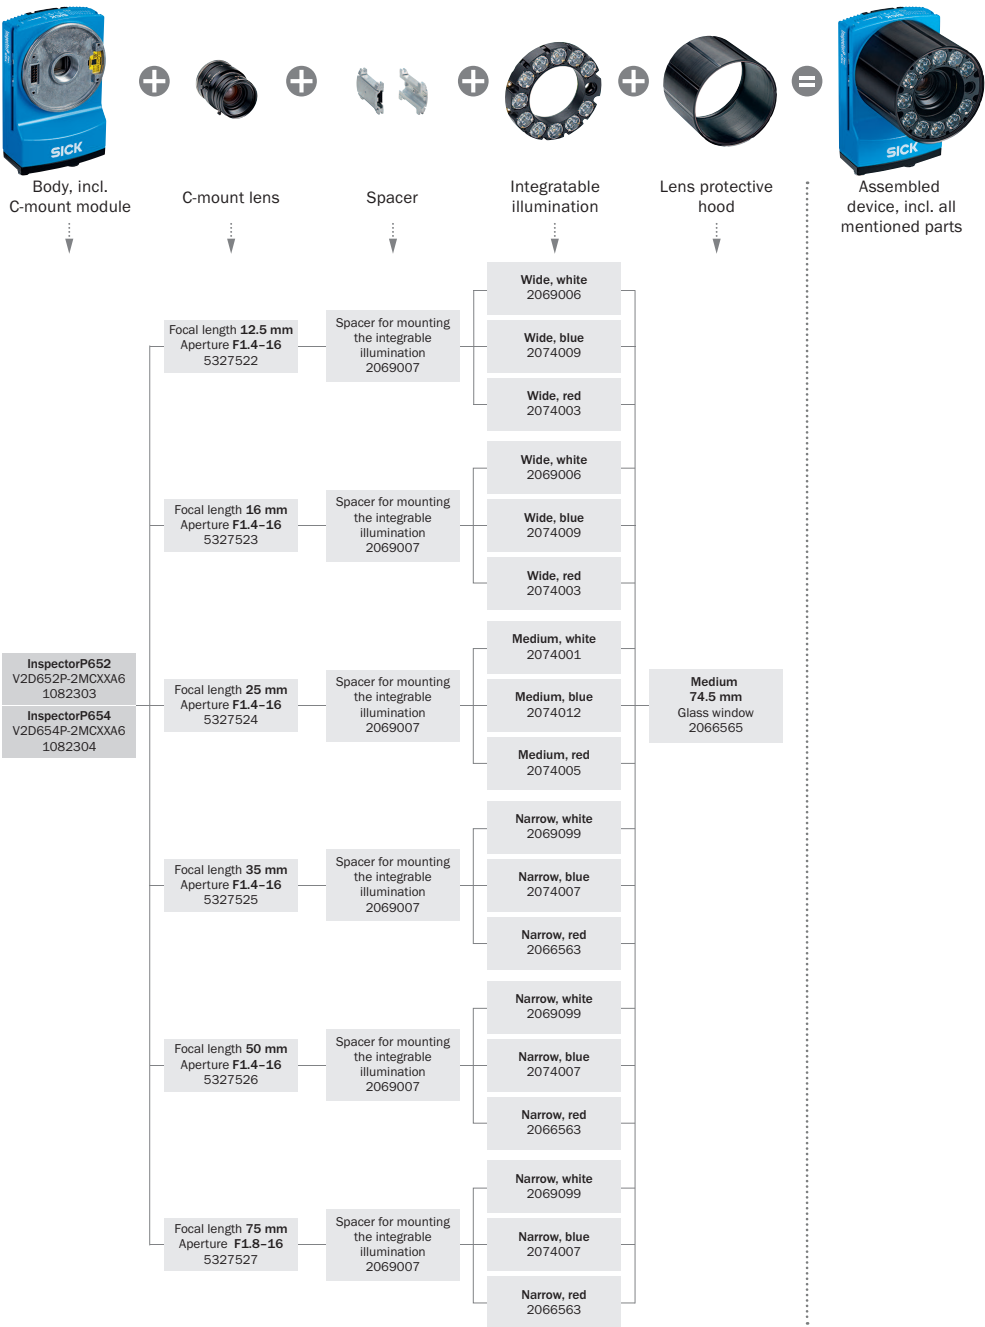 SICK
SICK
Body, incl.
C-mount module
C-mount lens
Spacer
Integratable
illumination
Lens protective
hood
Assembled
device, incl. all
mentioned parts
InspectorP652
V2D652P-2MCXXA6
1082303
InspectorP654
V2D654P-2MCXXA6
1082304
Focal length 12.5 mm
Aperture F1.4–16
5327522
Spacer for mounting
the integrable
illumination
2069007
Wide, white
2069006
Wide, blue
2074009
Wide, red
2074003
Focal length 16 mm
Aperture F1.4–16
5327523
Spacer for mounting
the integrable
illumination
2069007
Wide, white
2069006
Wide, blue
2074009
Wide, red
2074003
Focal length 25 mm
Aperture F1.4–16
5327524
Spacer for mounting
the integrable
illumination
2069007
Medium, white
2074001
Medium, blue
2074012
Medium, red
2074005
Focal length 35 mm
Aperture F1.4–16
5327525
Spacer for mounting
the integrable
illumination
2069007
Narrow, white
2069099
Narrow, blue
2074007
Narrow, red
2066563
Focal length 50 mm
Aperture F1.4–16
5327526
Spacer for mounting
the integrable
illumination
2069007
Narrow, white
2069099
Narrow, blue
2074007
Narrow, red
2066563
Focal length 75 mm
Aperture F1.8–16
5327527
Spacer for mounting
the integrable
illumination
2069007
Narrow, white
2069099
Narrow, blue
2074007
Narrow, red
2066563
Medium
74.5 mm
Glass window
2066565